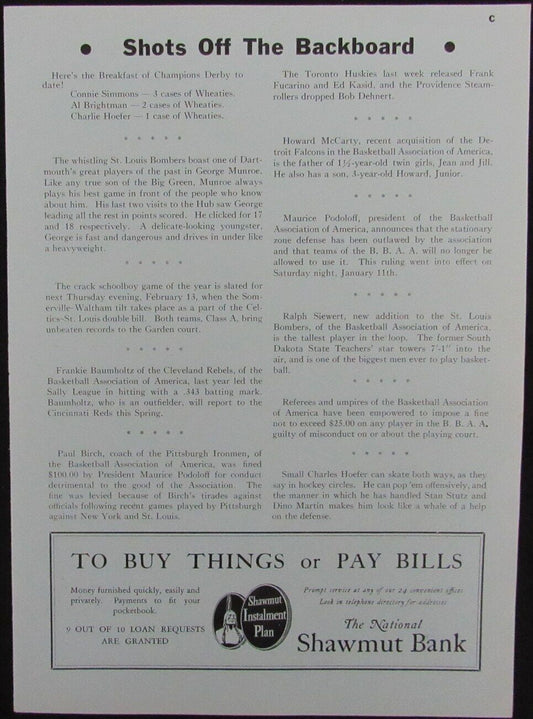 C
• Shots Off The Backboard •
Here's the Breakfast of Champions Derby to
date!
Connie Simmons — 3 cases of Wheaties.
Al Brightman — 2 cases of Wheaties.
Charlie Hoefer — 1 case of Wheaties.
* * * * *
The whistling St. Louis Bombers boast one of Dart-
mouth's great players of the past in George Munroe.
Like any true son of the Big Green, Munroe always
plays his best game in front of the people who know
about him. His last two visits to the Hub saw George
leading all the rest in points scored. He clicked for 17
and 18 respectively. A delicate-looking youngster,
George is fast and dangerous and drives in under like
a heavyweight.
* * * * *
The crack schoolboy game of the year is slated for
next Thursday evening, February 13, when the Som-
erville-Waltham tilt takes place as a part of the Cel-
tics-St. Louis double bill. Both teams, Class A, bring
unbeaten records to the Garden court.
* * * * *
Frankie Baumholtz of the Cleveland Rebels, of the
Basketball Association of America, last year led the
Sally League in hitting with a .343 batting mark.
Baumholtz, who is an outfielder, will report to the
Cincinnati Reds this Spring.
* * * * *
Paul Birch, coach of the Pittsburgh Ironmen, of
the Basketball Association of America, was fined
$100.00 by President Maurice Podoloff for conduct
detrimental to the good of the Association. The
fine was levied because of Birch's tirades against
officials following recent games played by Pittsburgh
against New York and St. Louis.
The Toronto Huskies last week released Frank
Fucarino and Ed Kasid, and the Providence Steam-
rollers dropped Bob Dehnert.
* * * * *
Howard McCarty, recent acquisition of the De-
troit Falcons in the Basketball Association of America,
is the father of 1½-year-old twin girls, Jean and Jill.
He also has a son, 3-year-old Howard, Junior.
* * * * *
Maurice Podoloff, president of the Basketball
Association of America, announces that the stationary
zone defense has been outlawed by the association
and that teams of the B. B. A. A. will no longer be
allowed to use it. This ruling went into effect on
Saturday night, January 11th.
* * * * *
Ralph Siewert, new addition to the St. Louis
Bombers, of the Basketball Association of America,
is the tallest player in the loop. The former South
Dakota State Teachers' star towers 7'-1" into the
air, and is one of the biggest men ever to play basket-
ball.
* * * * *
Referees and umpires of the Basketball Association
of America have been empowered to impose a fine
not to exceed $25.00 on any player in the B. B. A. A.
guilty of misconduct on or about the playing court.
* * * * *
Small Charles Hoefer can skate both ways, as they
say in hockey circles. He can pop 'em offensively, and
the manner in which he has handled Stan Stutz and
Dino Martin makes him look like a whale of a help
on the defense.
TO BUY THINGS or PAY BILLS
Money furnished quickly, easily and
privately. Payments to fit your
pocketbook.
9 OUT OF 10 LOAN REQUESTS
ARE GRANTED
Shawmut
Instalment
Plan
Prompt service at any of our 24 convenient offices
Look in telephone directory for addresses
The National
Shawmut Bank